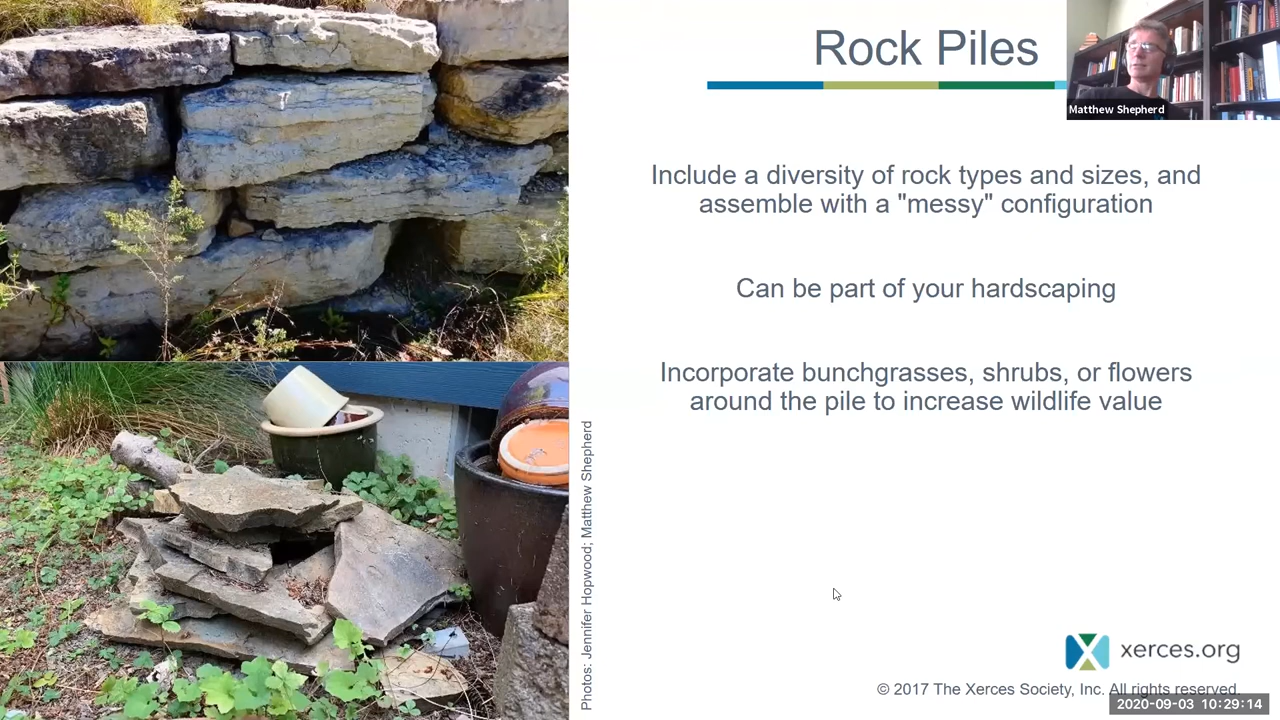 Rock Piles
Matthew Shepherd
Include a diversity of rock types and sizes, and
assemble with a "messy" configuration
Can be part of your hardscaping
Incorporate bunchgrasses, shrubs, or flowers
around the pile to increase wildlife value
Photos: Jennifer Hopwood; Matthew Shepherd
xerces.org
© 2017 The Xerces Society, Inc. All rights reserved.
2020-09-03 10:29:14